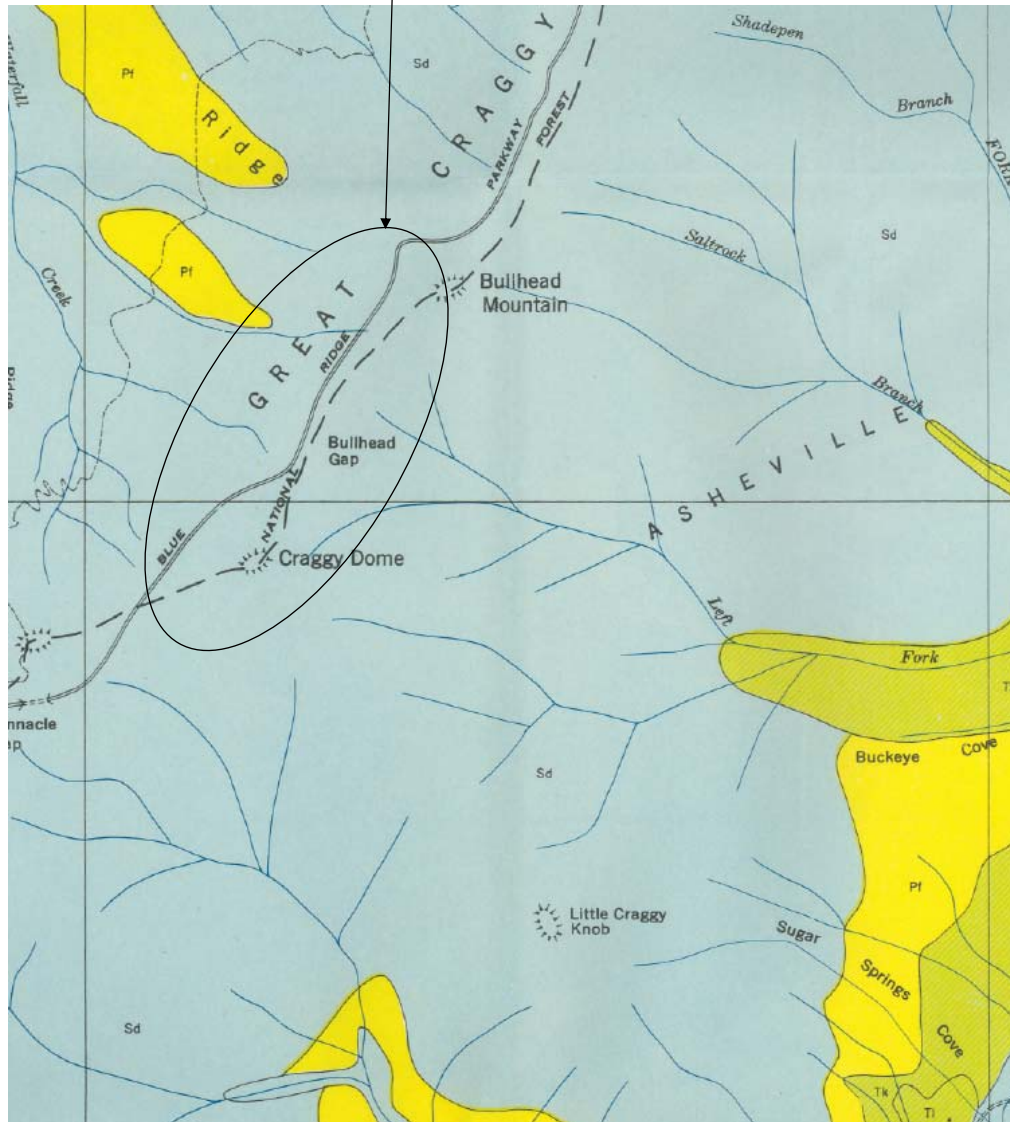 Shadepen
Branch
FORK
Waterfall
Creek
Pf
Ridge
Sd
GREAT CRAGGY
BLUE RIDGE PARKWAY
NATIONAL FOREST
Pf
Saltrock
Branch
Sd
Bullhead
Mountain
Bullhead
Gap
ASHEVILLE
Craggy Dome
Left
Fork
Buckeye Cove
Sd
Pf
Little Craggy
Knob
Sugar
Springs
Cove
Sd
Tk
Tl